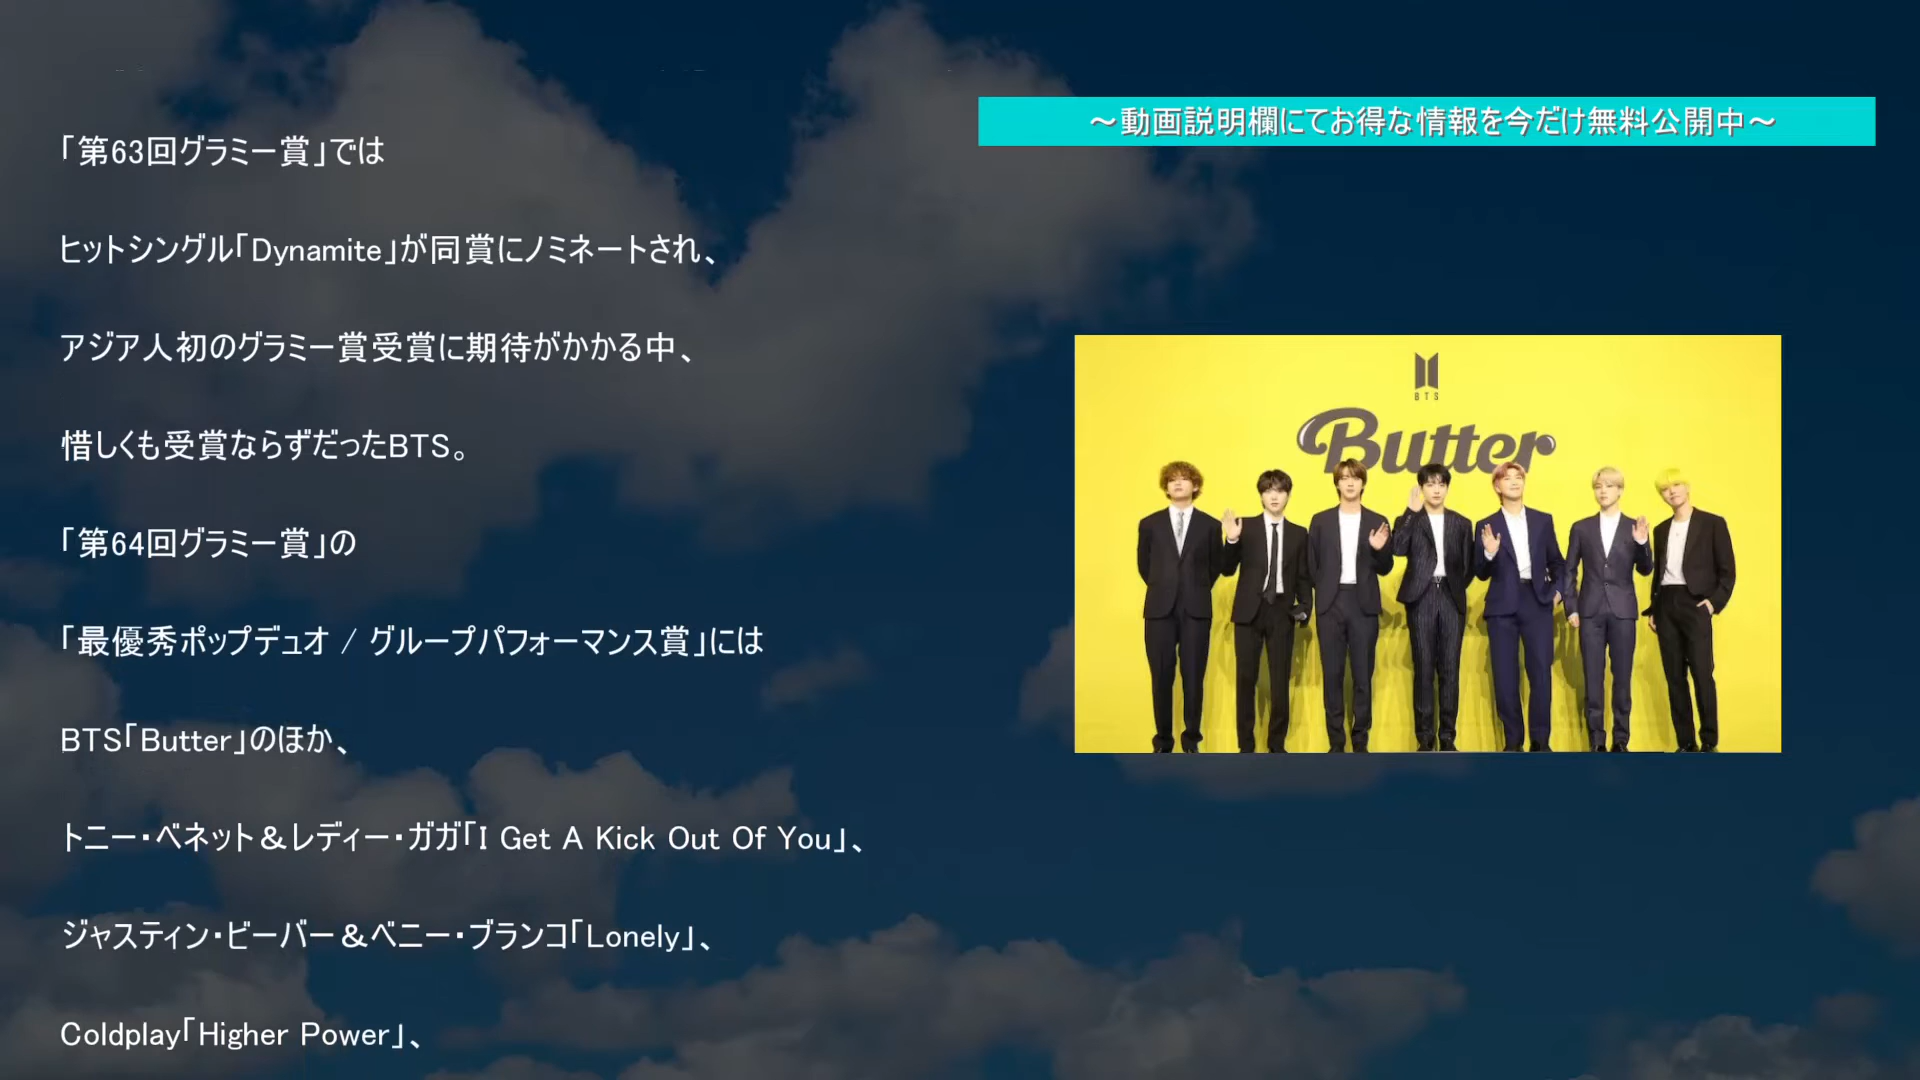 「第63回グラミー賞」では
ヒットシングル「Dynamite」が同賞にノミネートされ、
アジア人初のグラミー賞受賞に期待がかかる中、
惜しくも受賞ならずだったBTS。
「第64回グラミー賞」の
「最優秀ポップデュオ / グループパフォーマンス賞」には
BTS「Butter」のほか、
トニー・ベネット＆レディー・ガガ「I Get A Kick Out Of You」、
ジャスティン・ビーバー＆ベニー・ブランコ「Lonely」、
Coldplay「Higher Power」、
～動画説明欄にてお得な情報を今だけ無料公開中～
BTS
Butter